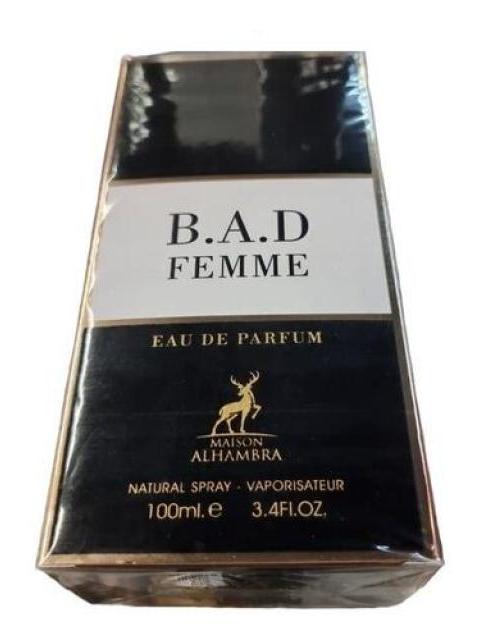 B.A.D
FEMME
EAU DE PARFUM
MAISON
ALHAMBRA
NATURAL SPRAY - VAPORISATEUR
100ml. e 3.4Fl.OZ.